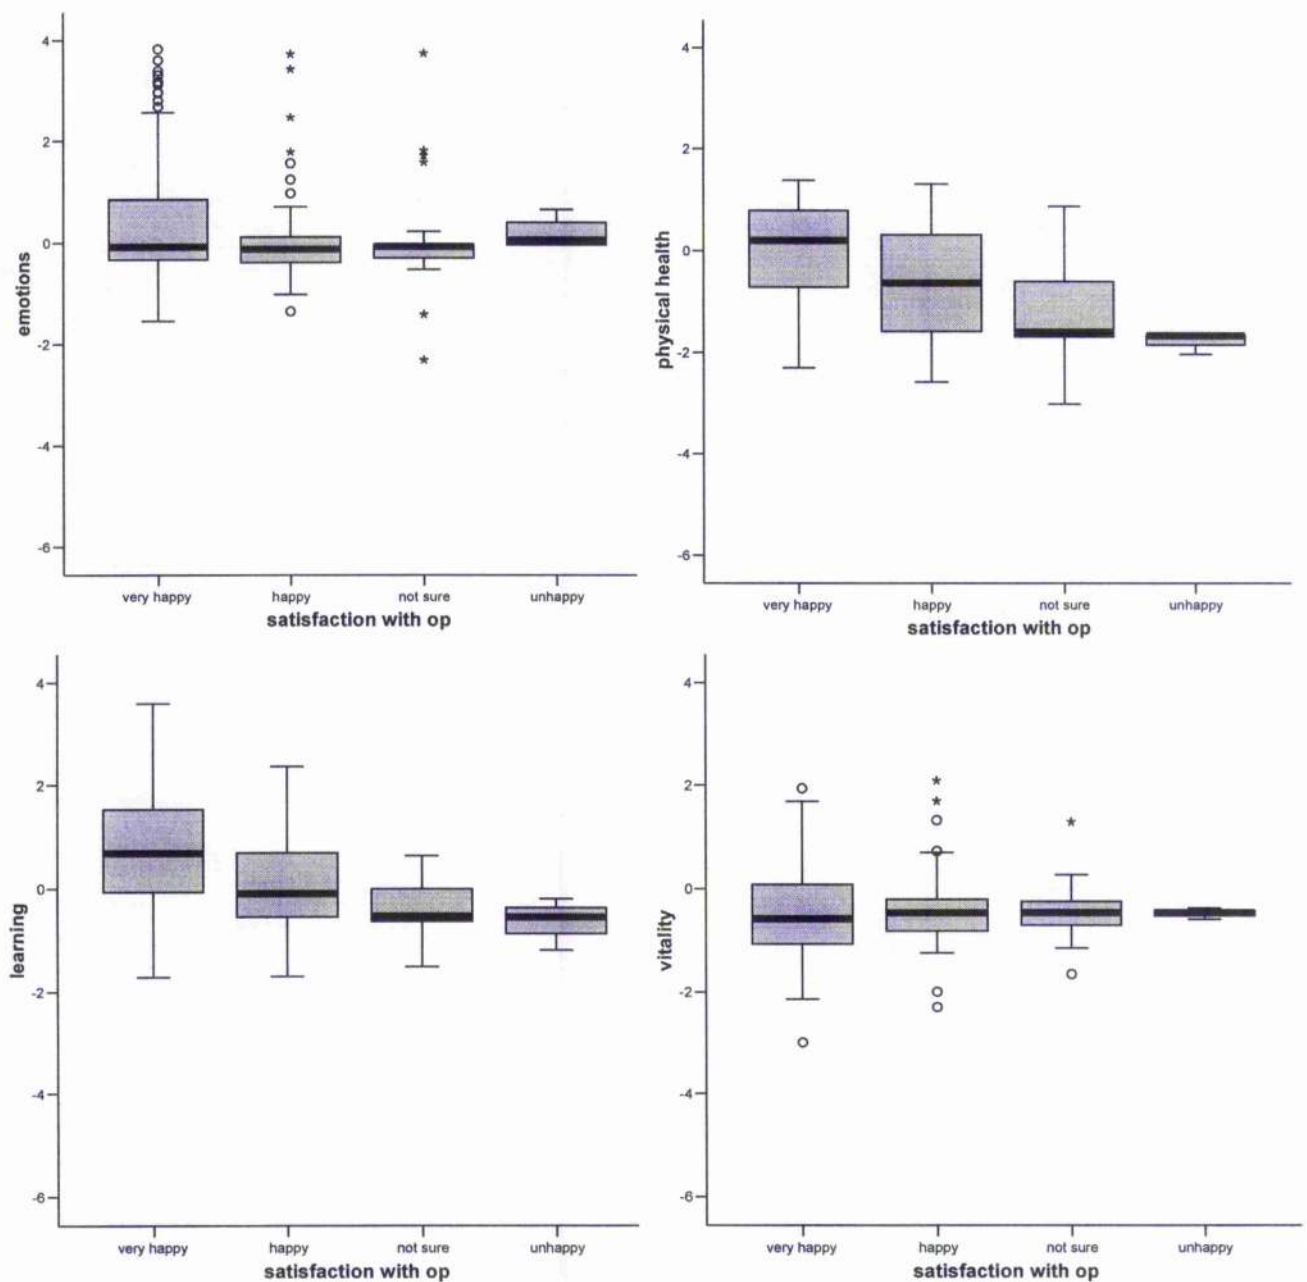 4
2
0
-2
-4
-6
emotions
very happy happy not sure unhappy
satisfaction with op
4
2
0
-2
-4
-6
physical health
very happy happy not sure unhappy
satisfaction with op
4
2
0
-2
-4
-6
learning
very happy happy not sure unhappy
satisfaction with op
4
2
0
-2
-4
-6
vitality
very happy happy not sure unhappy
satisfaction with op